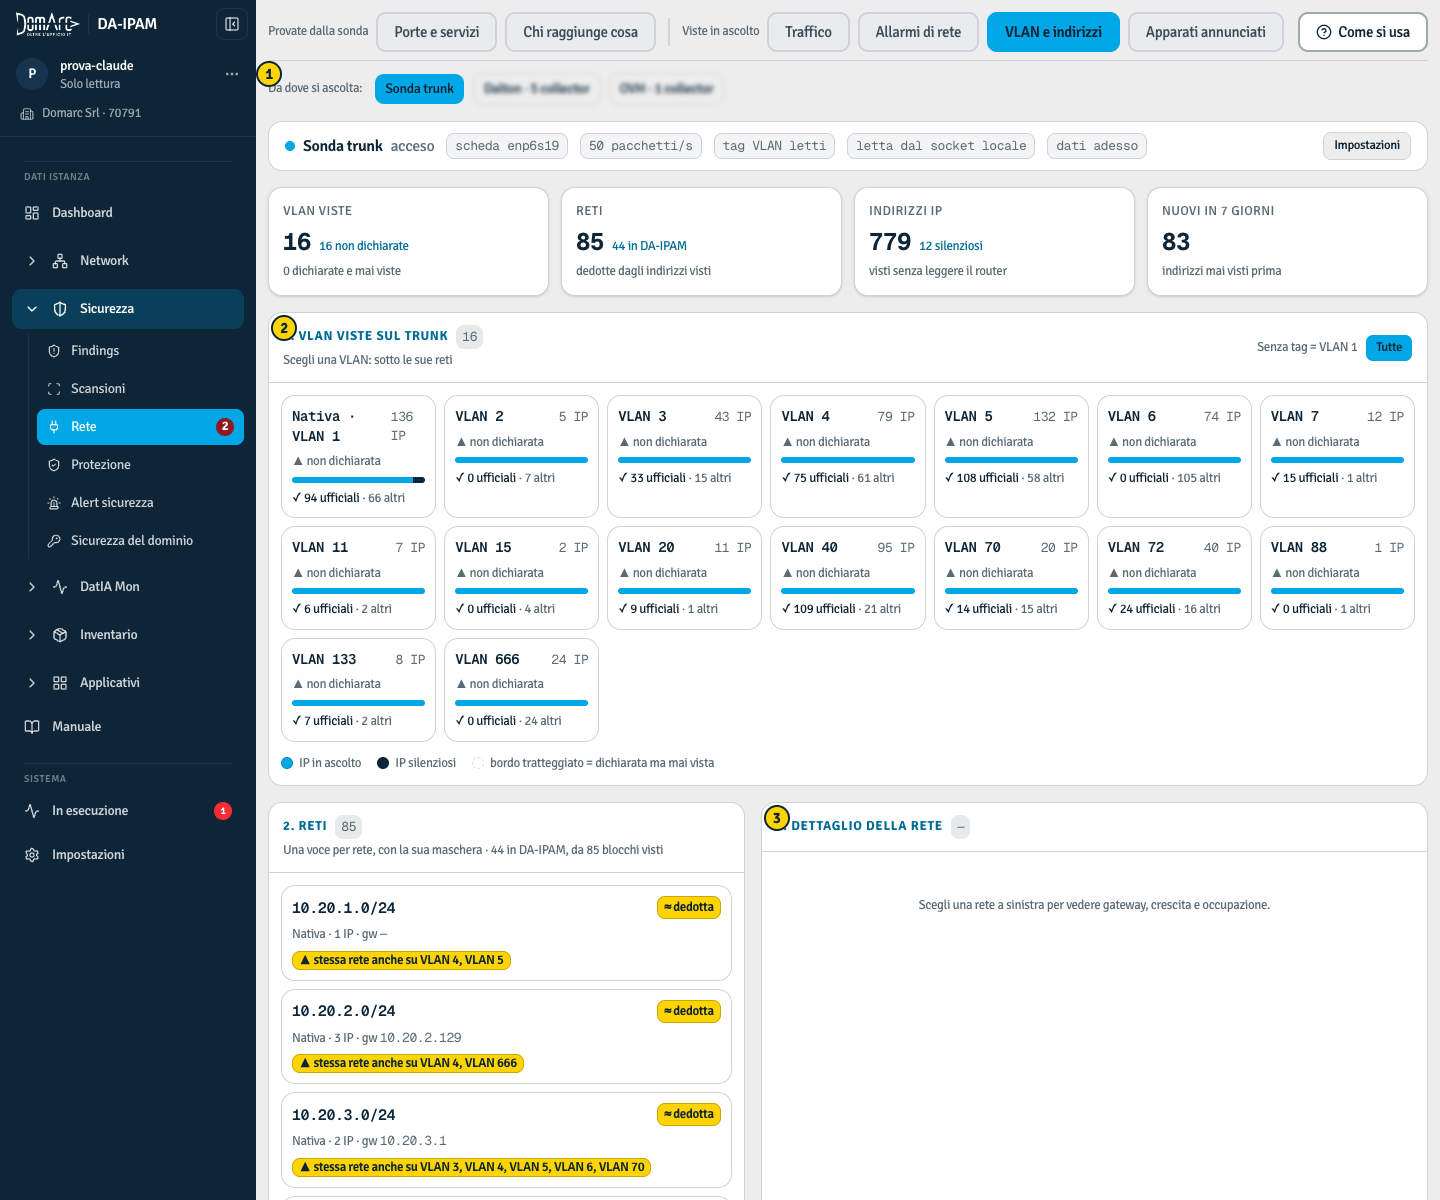 DomArc
OLTRE L'UFFICIO IT
DA-IPAM
P
prova-claude
Solo lettura
Domarc Srl · 70791
DATI ISTANZA
Dashboard
Network
Sicurezza
Findings
Scansioni
Rete
2
Protezione
Alert sicurezza
Sicurezza del dominio
DatIA Mon
Inventario
Applicativi
Manuale
SISTEMA
In esecuzione
1
Impostazioni
Provate dalla sonda
Porte e servizi
Chi raggiunge cosa
Viste in ascolto
Traffico
Allarmi di rete
VLAN e indirizzi
Apparati annunciati
Come si usa
1
Da dove si ascolta:
Sonda trunk
Dalton · 5 collector
OVH · 1 collector
Sonda trunk acceso
scheda enp6s19
50 pacchetti/s
tag VLAN letti
letta dal socket locale
dati adesso
Impostazioni
VLAN VISTE
16 16 non dichiarate
0 dichiarate e mai viste
RETI
85 44 in DA-IPAM
dedotte dagli indirizzi visti
INDIRIZZI IP
779 12 silenziosi
visti senza leggere il router
NUOVI IN 7 GIORNI
83
indirizzi mai visti prima
2
VLAN VISTE SUL TRUNK 16
Scegli una VLAN: sotto le sue reti
Senza tag = VLAN 1
Tutte
Nativa · VLAN 1 136 IP
▲ non dichiarata
✓ 94 ufficiali · 66 altri
VLAN 2 5 IP
▲ non dichiarata
✓ 0 ufficiali · 7 altri
VLAN 3 43 IP
▲ non dichiarata
✓ 33 ufficiali · 15 altri
VLAN 4 79 IP
▲ non dichiarata
✓ 75 ufficiali · 61 altri
VLAN 5 132 IP
▲ non dichiarata
✓ 108 ufficiali · 58 altri
VLAN 6 74 IP
▲ non dichiarata
✓ 0 ufficiali · 105 altri
VLAN 7 12 IP
▲ non dichiarata
✓ 15 ufficiali · 1 altri
VLAN 11 7 IP
▲ non dichiarata
✓ 6 ufficiali · 2 altri
VLAN 15 2 IP
▲ non dichiarata
✓ 0 ufficiali · 4 altri
VLAN 20 11 IP
▲ non dichiarata
✓ 9 ufficiali · 1 altri
VLAN 40 95 IP
▲ non dichiarata
✓ 109 ufficiali · 21 altri
VLAN 70 20 IP
▲ non dichiarata
✓ 14 ufficiali · 15 altri
VLAN 72 40 IP
▲ non dichiarata
✓ 24 ufficiali · 16 altri
VLAN 88 1 IP
▲ non dichiarata
✓ 0 ufficiali · 1 altri
VLAN 133 8 IP
▲ non dichiarata
✓ 7 ufficiali · 2 altri
VLAN 666 24 IP
▲ non dichiarata
✓ 0 ufficiali · 24 altri
IP in ascolto
IP silenziosi
bordo tratteggiato = dichiarata ma mai vista
2. RETI 85
Una voce per rete, con la sua maschera · 44 in DA-IPAM, da 85 blocchi visti
10.20.1.0/24
≈ dedotta
Nativa · 1 IP · gw —
▲ stessa rete anche su VLAN 4, VLAN 5
10.20.2.0/24
≈ dedotta
Nativa · 3 IP · gw 10.20.2.129
▲ stessa rete anche su VLAN 4, VLAN 666
10.20.3.0/24
≈ dedotta
Nativa · 2 IP · gw 10.20.3.1
▲ stessa rete anche su VLAN 3, VLAN 4, VLAN 5, VLAN 6, VLAN 70
3
DETTAGLIO DELLA RETE —
Scegli una rete a sinistra per vedere gateway, crescita e occupazione.